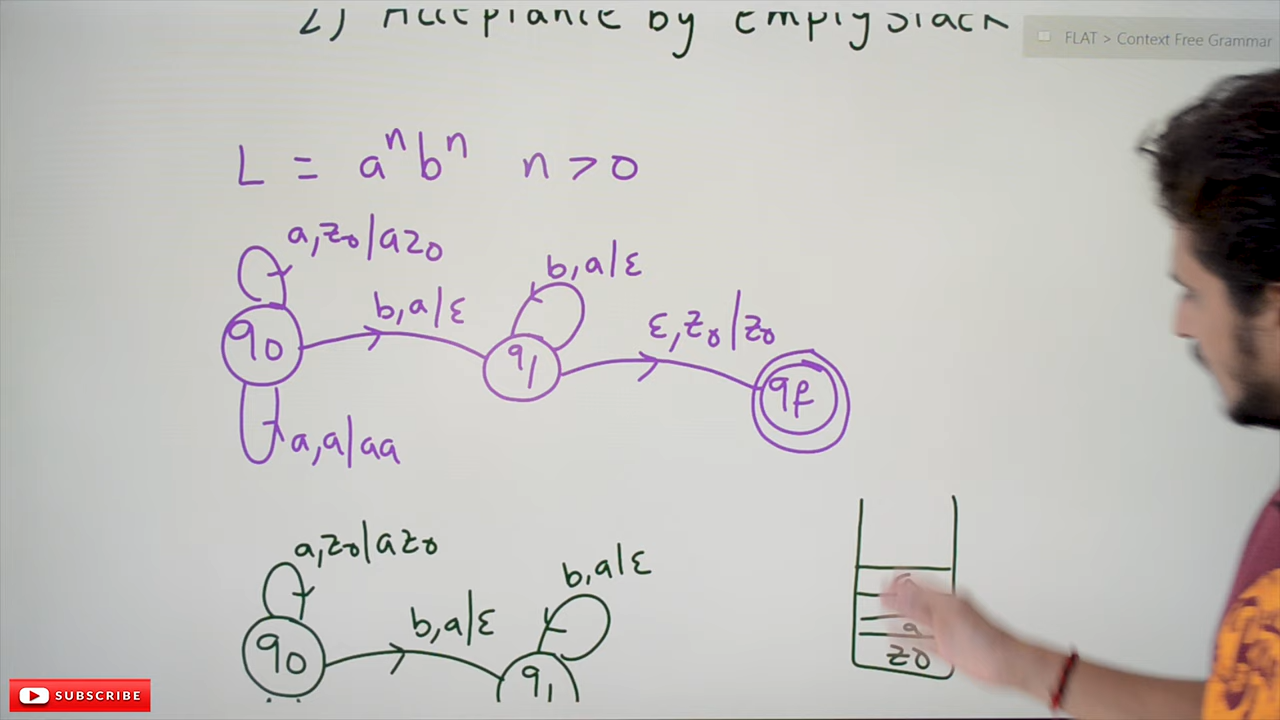 2) Acceptance by Empty Stack
FLAT > Context Free Grammar
L = aⁿbⁿ n > 0
a,z0|az0
b,a|ε
b,a|ε
ε,z0|z0
q0
q1
qf
a,a|aa
a,z0|az0
b,a|ε
b,a|ε
q0
q1
a
z0
SUBSCRIBE